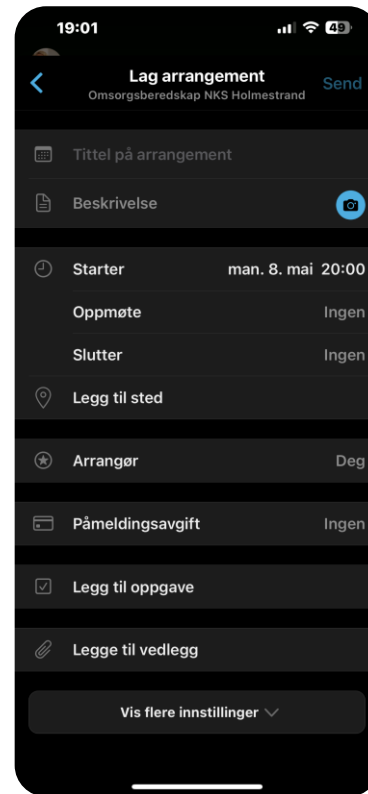 19:01 49
Lag arrangement
Omsorgsberedskap NKS Holmestrand
Send
Tittel på arrangement
Beskrivelse
Starter man. 8. mai 20:00
Oppmøte Ingen
Slutter Ingen
Legg til sted
Arrangør Deg
Påmeldingsavgift Ingen
Legg til oppgave
Legge til vedlegg
Vis flere innstillinger